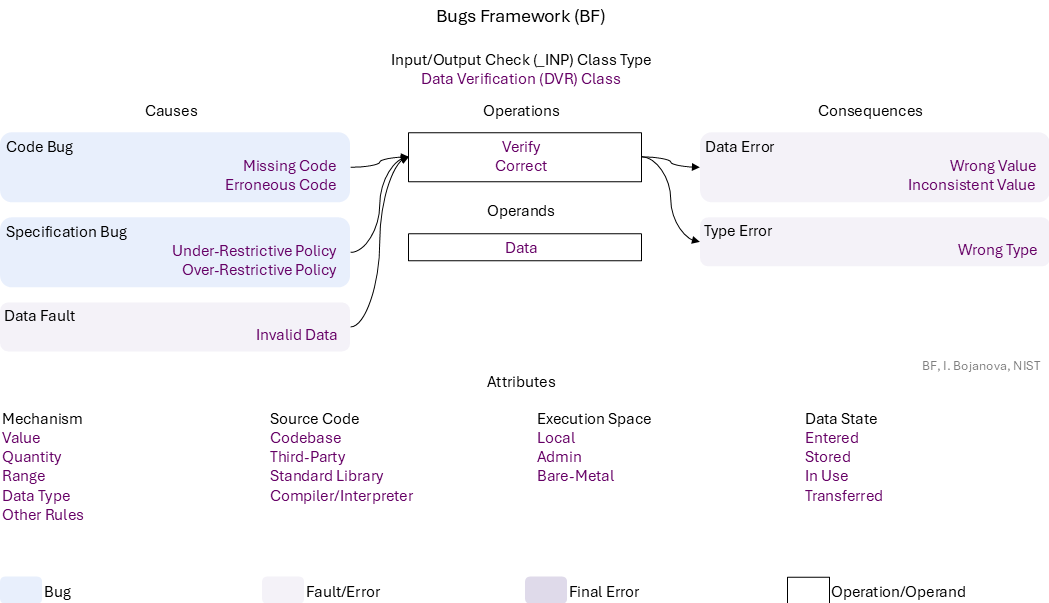 Bugs Framework (BF)
Input/Output Check (_INP) Class Type
Data Verification (DVR) Class
Causes
Operations
Consequences
Code Bug
Missing Code
Erroneous Code
Specification Bug
Under-Restrictive Policy
Over-Restrictive Policy
Data Fault
Invalid Data
Verify
Correct
Operands
Data
Data Error
Wrong Value
Inconsistent Value
Type Error
Wrong Type
BF, I. Bojanova, NIST
Attributes
Mechanism
Value
Quantity
Range
Data Type
Other Rules
Source Code
Codebase
Third-Party
Standard Library
Compiler/Interpreter
Execution Space
Local
Admin
Bare-Metal
Data State
Entered
Stored
In Use
Transferred
Bug
Fault/Error
Final Error
Operation/Operand